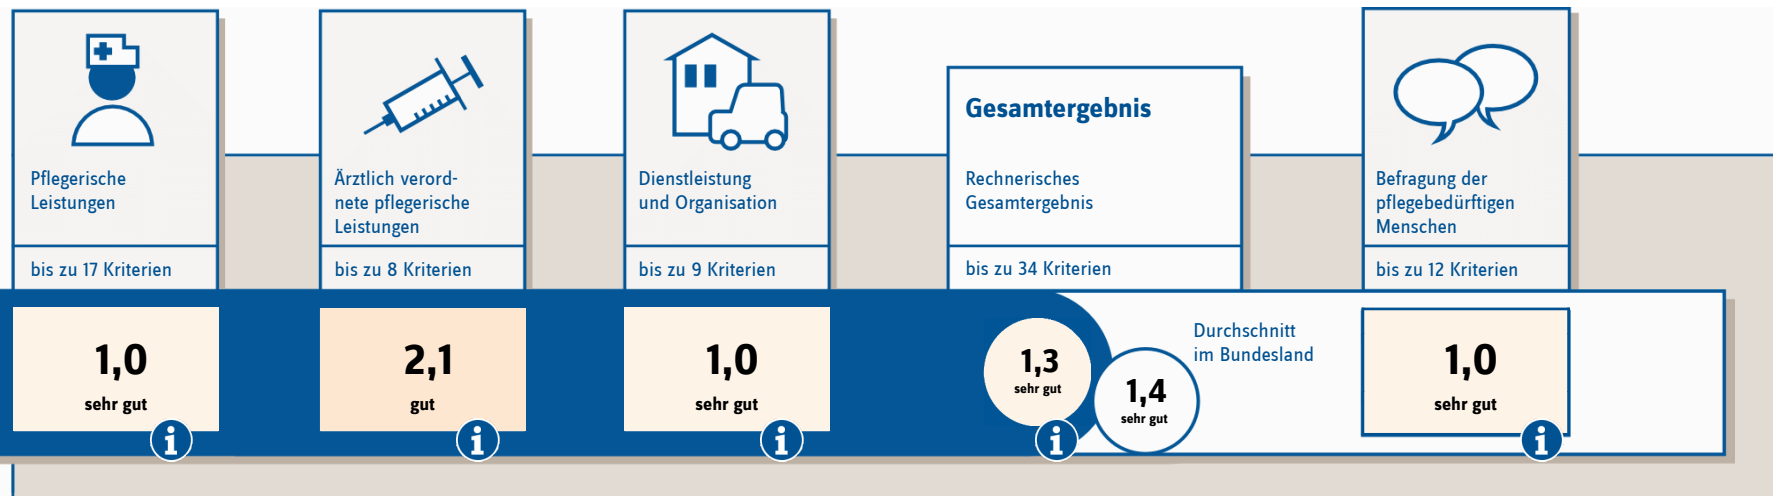 Pflegerische
Leistungen
bis zu 17 Kriterien
1,0
sehr gut
i
Ärztlich verord-
nete pflegerische
Leistungen
bis zu 8 Kriterien
2,1
gut
i
Dienstleistung
und Organisation
bis zu 9 Kriterien
1,0
sehr gut
i
Gesamtergebnis
Rechnerisches
Gesamtergebnis
bis zu 34 Kriterien
1,3
sehr gut
i
1,4
sehr gut
Durchschnitt
im Bundesland
Befragung der
pflegebedürftigen
Menschen
bis zu 12 Kriterien
1,0
sehr gut
i